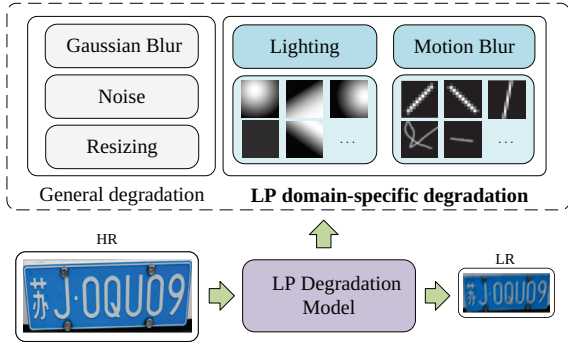 Gaussian Blur
Noise
Resizing
General degradation
Lighting
...
Motion Blur
...
LP domain-specific degradation
HR
苏J·0QU09
LP Degradation
Model
LR
苏J·0QU09